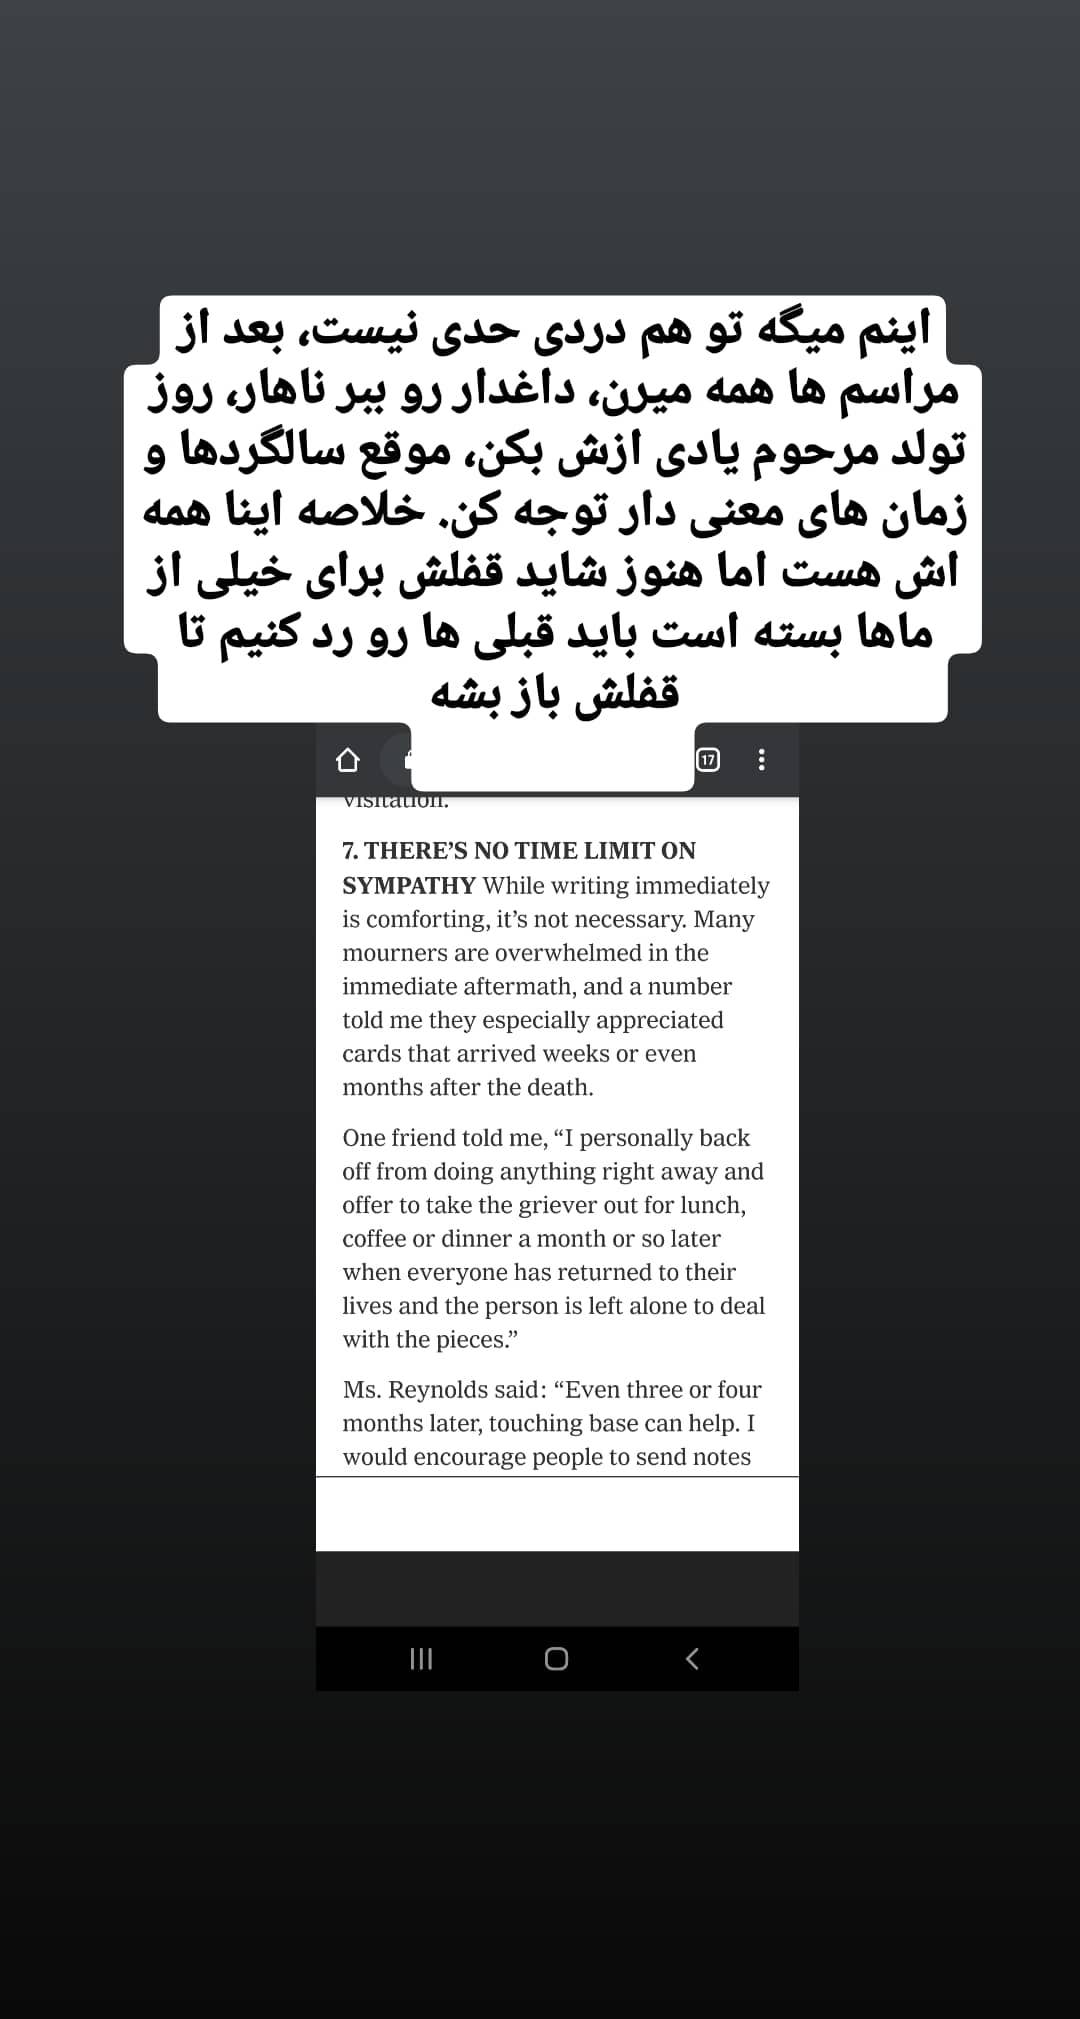 اینم میگه تو هم دردی حدی نیست، بعد از
مراسم ها همه میرن، داغدار رو ببر ناهار، روز
تولد مرحوم یادی ازش بکن، موقع سالگردها و
زمان های معنی دار توجه کن. خلاصه اینا همه
اش هست اما هنوز شاید قفلش برای خیلی از
ماها بسته است باید قبلی ها رو رد کنیم تا
قفلش باز بشه
17
visitation.
7. THERE’S NO TIME LIMIT ON
SYMPATHY While writing immediately
is comforting, it’s not necessary. Many
mourners are overwhelmed in the
immediate aftermath, and a number
told me they especially appreciated
cards that arrived weeks or even
months after the death.
One friend told me, “I personally back
off from doing anything right away and
offer to take the griever out for lunch,
coffee or dinner a month or so later
when everyone has returned to their
lives and the person is left alone to deal
with the pieces.”
Ms. Reynolds said: “Even three or four
months later, touching base can help. I
would encourage people to send notes